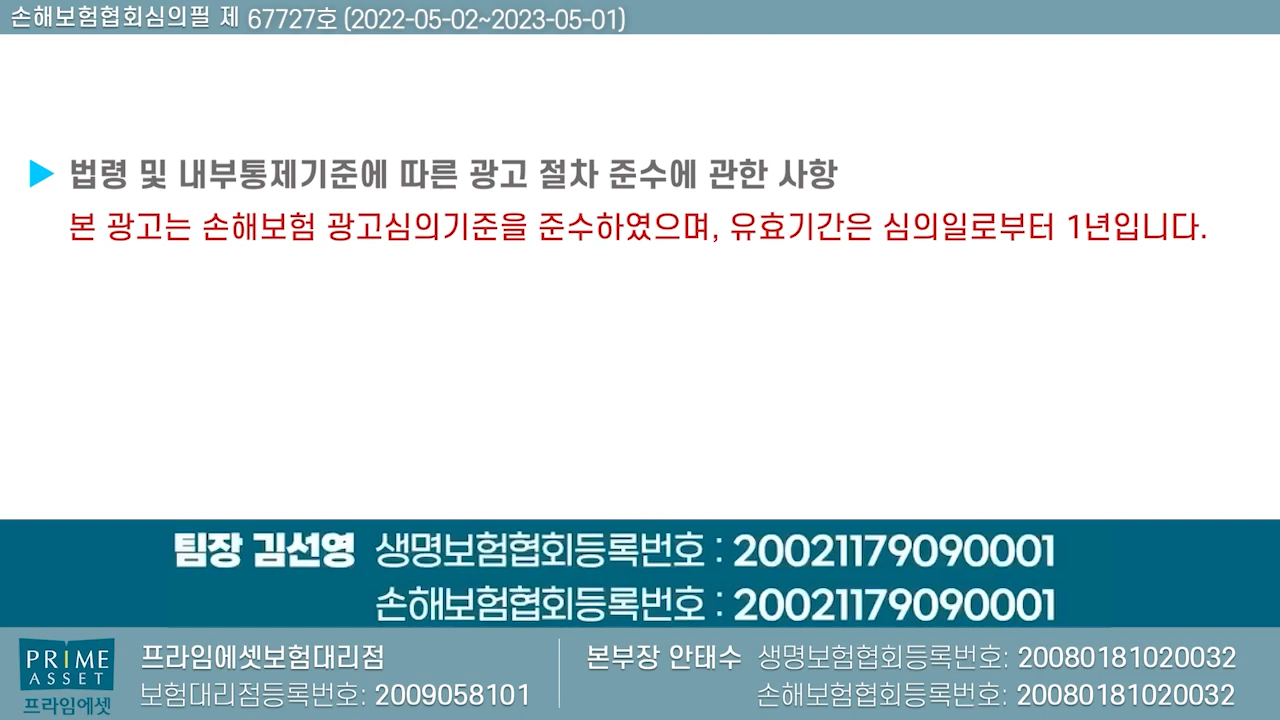 손해보험협회심의필 제 67727호 (2022-05-02~2023-05-01)
▶ 법령 및 내부통제기준에 따른 광고 절차 준수에 관한 사항
본 광고는 손해보험 광고심의기준을 준수하였으며, 유효기간은 심의일로부터 1년입니다.
팀장 김선영 생명보험협회등록번호 : 20021179090001
손해보험협회등록번호 : 20021179090001
PRIME
ASSET
프라임에셋
프라임에셋보험대리점
보험대리점등록번호: 2009058101
본부장 안태수 생명보험협회등록번호: 20080181020032
손해보험협회등록번호: 20080181020032